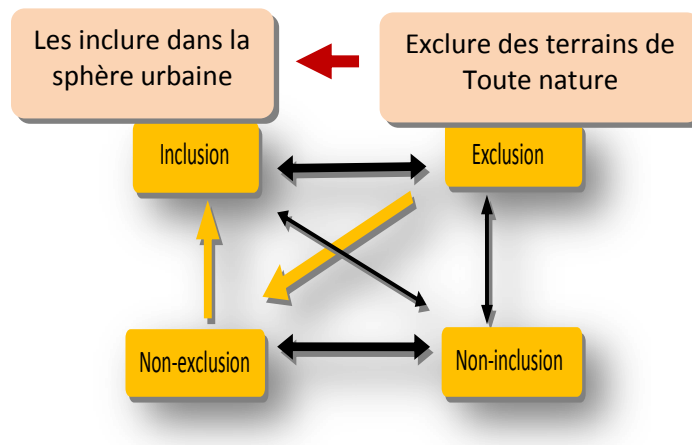 Les inclure dans la
sphère urbaine
Exclure des terrains de
Toute nature
Inclusion
Exclusion
Non-exclusion
Non-inclusion